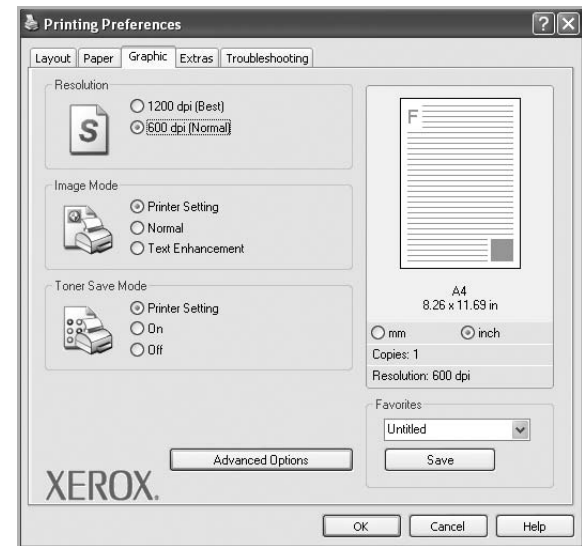 Printing Preferences
Layout Paper Graphic Extras Troubleshooting
Resolution
1200 dpi (Best)
600 dpi (Normal)
S
Image Mode
Printer Setting
Normal
Text Enhancement
Toner Save Mode
Printer Setting
On
Off
Advanced Options
XEROX.
F
A4
8.26 x 11.69 in
mm inch
Copies: 1
Resolution: 600 dpi
Favorites
Untitled
Save
OK Cancel Help